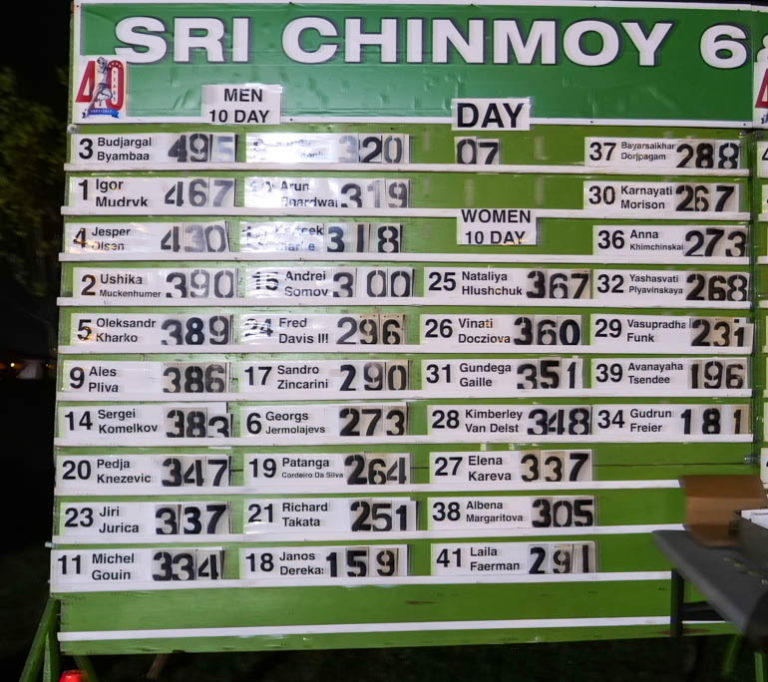 SRI CHINMOY 6
40
MEN
10 DAY
DAY
07
3 Budjargal Byambaa 495
320
37 Bayarsaikhan Dorjpagam 288
1 Igor Mudryk 467
Arun 319
30 Karnayati Morison 267
WOMEN
10 DAY
4 Jesper Olsen 430
318
36 Anna Khimchinskaia 273
2 Ushika Muckenhumer 390
15 Andrei Somov 300
25 Nataliya Hlushchuk 367
32 Yashasvati Plyavinskaya 268
5 Oleksandr Kharko 389
24 Fred Davis III 296
26 Vinati Docziova 360
29 Vasupradha Funk 231
9 Ales Pliva 386
17 Sandro Zincarini 290
31 Gundega Gaille 351
39 Avanayaha Tsendee 196
14 Sergei Komelkov 383
6 Georgs Jermolajevs 273
28 Kimberley Van Delst 348
34 Gudrun Freier 181
20 Pedja Knezevic 347
19 Patanga Cordeiro Da Silva 264
27 Elena Kareva 337
23 Jiri Jurica 337
21 Richard Takata 251
38 Albena Margaritova 305
11 Michel Gouin 334
18 Janos Dereka 159
41 Laila Faerman 291